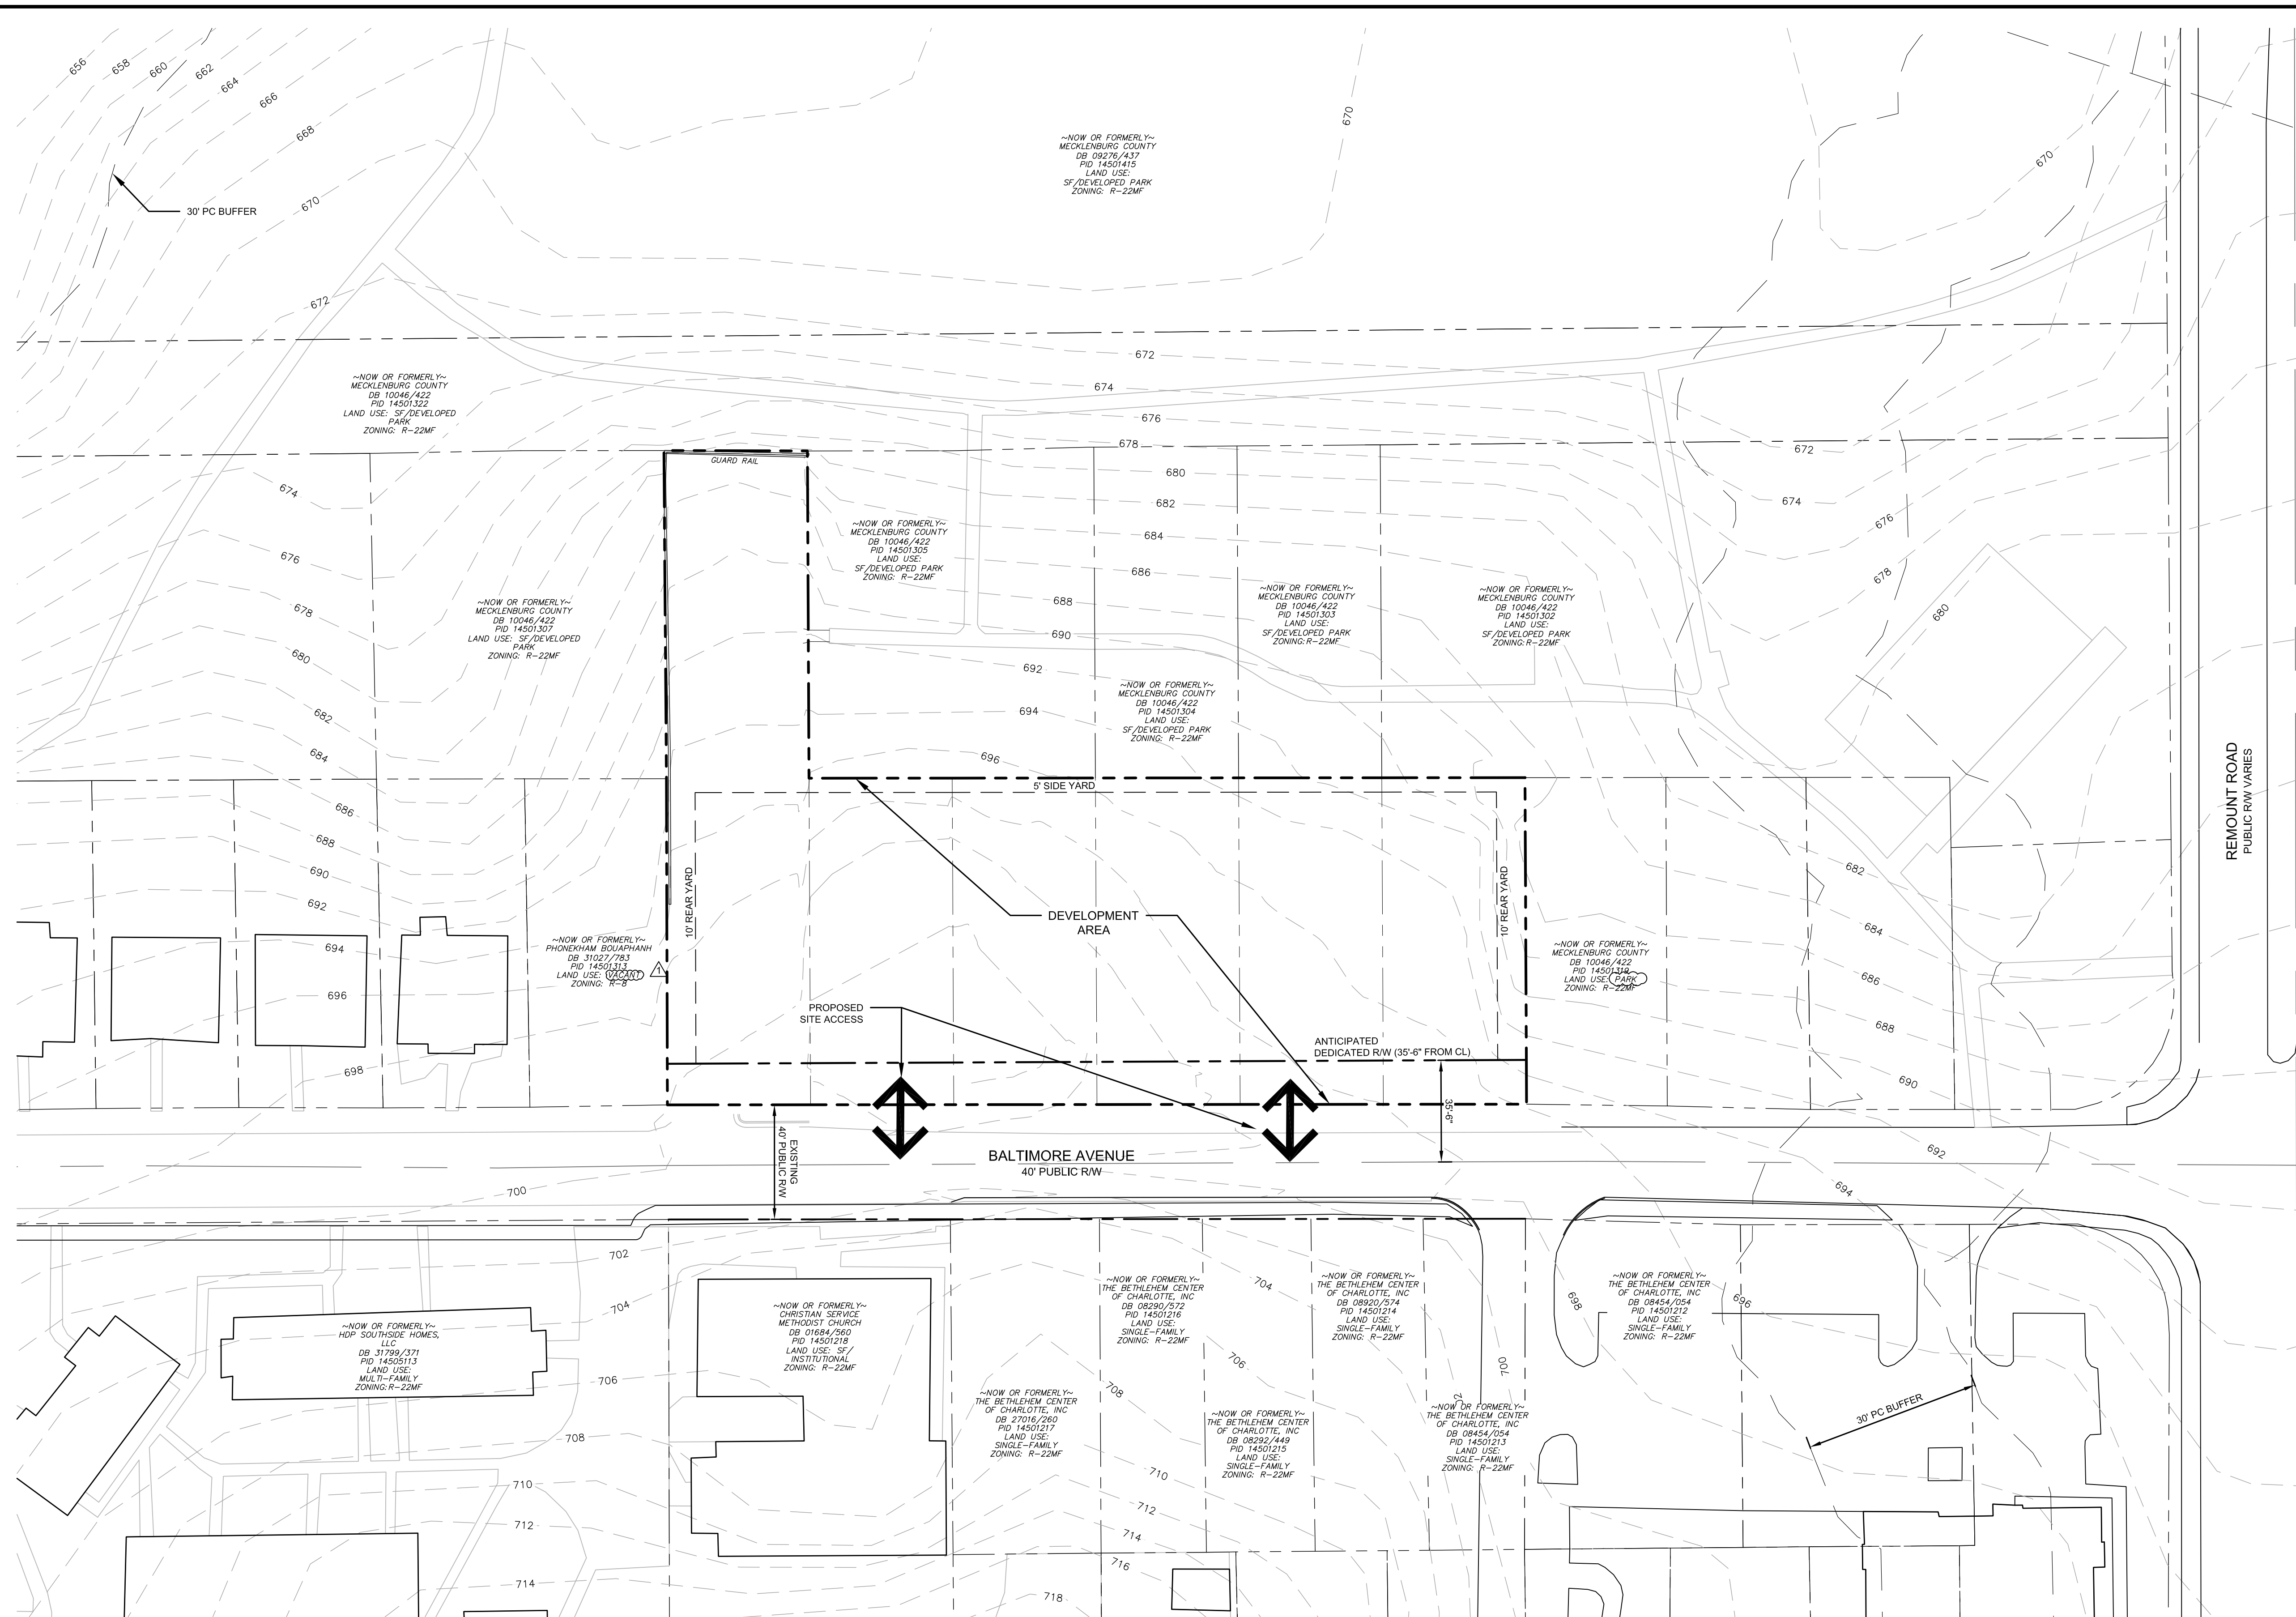 656
658
660
662
664
666
668
670
30' PC BUFFER
672
~NOW OR FORMERLY~
MECKLENBURG COUNTY
DB 09276/437
PID 14501415
LAND USE:
SF/DEVELOPED PARK
ZONING: R-22MF
670
670
672
674
676
678
680
682
684
686
688
690
692
694
696
~NOW OR FORMERLY~
MECKLENBURG COUNTY
DB 10046/422
PID 14501322
LAND USE: SF/DEVELOPED
PARK
ZONING: R-22MF
GUARD RAIL
~NOW OR FORMERLY~
MECKLENBURG COUNTY
DB 10046/422
PID 14501305
LAND USE:
SF/DEVELOPED PARK
ZONING: R-22MF
~NOW OR FORMERLY~
MECKLENBURG COUNTY
DB 10046/422
PID 14501307
LAND USE: SF/DEVELOPED
PARK
ZONING: R-22MF
~NOW OR FORMERLY~
MECKLENBURG COUNTY
DB 10046/422
PID 14501303
LAND USE:
SF/DEVELOPED PARK
ZONING:R-22MF
~NOW OR FORMERLY~
MECKLENBURG COUNTY
DB 10046/422
PID 14501302
LAND USE:
SF/DEVELOPED PARK
ZONING:R-22MF
~NOW OR FORMERLY~
MECKLENBURG COUNTY
DB 10046/422
PID 14501304
LAND USE:
SF/DEVELOPED PARK
ZONING: R-22MF
672
674
676
678
680
682
684
686
688
690
692
694
696
698
REMOUNT ROAD
PUBLIC R/W VARIES
674
676
678
680
682
684
686
688
690
692
694
696
698
700
5' SIDE YARD
10' REAR YARD
10' REAR YARD
DEVELOPMENT
AREA
~NOW OR FORMERLY~
PHONEKHAM BOUAPHANH
DB 31027/783
PID 14501313
LAND USE: VACANT
ZONING: R-8
1
~NOW OR FORMERLY~
MECKLENBURG COUNTY
DB 10046/422
LAND USE: PARK
ZONING: R-22MF
PROPOSED
SITE ACCESS
ANTICIPATED
DEDICATED R/W (35'-6" FROM CL)
35'-6"
EXISTING
40' PUBLIC R/W
BALTIMORE AVENUE
40' PUBLIC R/W
702
704
706
708
710
712
714
~NOW OR FORMERLY~
HDP SOUTHSIDE HOMES,
LLC
DB 31799/371
PID 14505113
LAND USE:
MULTI-FAMILY
ZONING:R-22MF
~NOW OR FORMERLY~
CHRISTIAN SERVICE
METHODIST CHURCH
DB 01684/560
PID 14501218
LAND USE: SF/
INSTITUTIONAL
ZONING: R-22MF
~NOW OR FORMERLY~
THE BETHLEHEM CENTER
OF CHARLOTTE, INC
DB 27016/260
PID 14501217
LAND USE:
SINGLE-FAMILY
ZONING: R-22MF
~NOW OR FORMERLY~
THE BETHLEHEM CENTER
OF CHARLOTTE, INC
DB 08290/572
PID 14501216
LAND USE:
SINGLE-FAMILY
ZONING: R-22MF
~NOW OR FORMERLY~
THE BETHLEHEM CENTER
OF CHARLOTTE, INC
DB 08292/449
PID 14501215
LAND USE:
SINGLE-FAMILY
ZONING: R-22MF
~NOW OR FORMERLY~
THE BETHLEHEM CENTER
OF CHARLOTTE, INC
DB 08920/574
PID 14501214
LAND USE:
SINGLE-FAMILY
ZONING: R-22MF
~NOW OR FORMERLY~
THE BETHLEHEM CENTER
OF CHARLOTTE, INC
DB 08454/054
PID 14501213
LAND USE:
SINGLE-FAMILY
ZONING: R-22MF
~NOW OR FORMERLY~
THE BETHLEHEM CENTER
OF CHARLOTTE, INC
DB 08454/054
PID 14501212
LAND USE:
SINGLE-FAMILY
ZONING: R-22MF
700
704
706
708
710
712
714
716
718
30' PC BUFFER